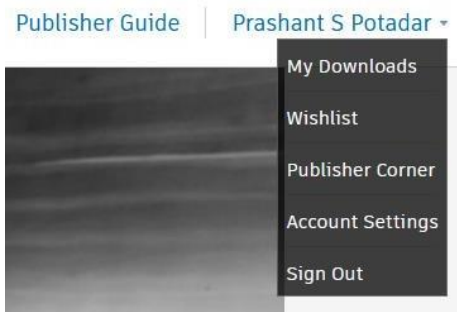 Publisher Guide
Prashant S Potadar
My Downloads
Wishlist
Publisher Corner
Account Settings
Sign Out